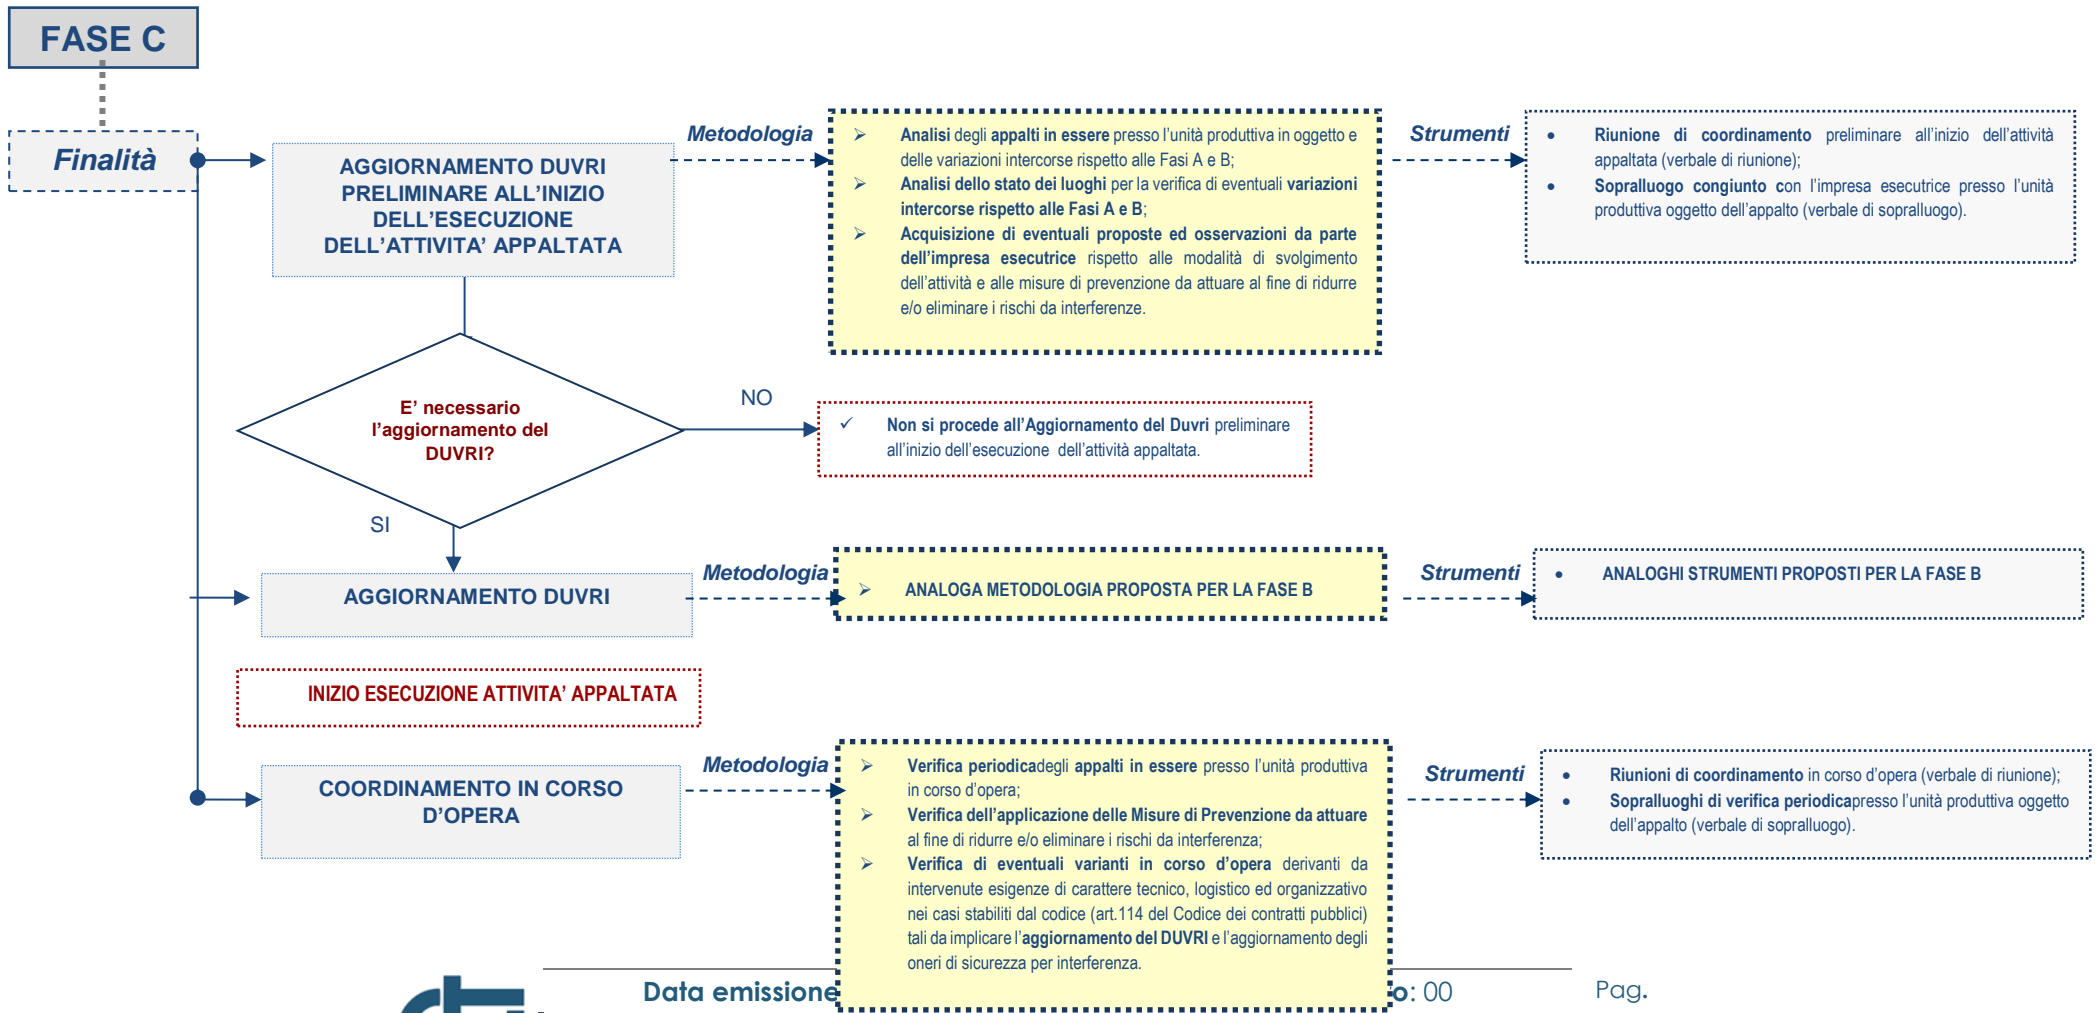 FASE C
Finalità
AGGIORNAMENTO DUVRI
PRELIMINARE ALL’INIZIO
DELL’ESECUZIONE
DELL’ATTIVITA’ APPALTATA
Metodologia
➢ Analisi degli appalti in essere presso l’unità produttiva in oggetto e
delle variazioni intercorse rispetto alle Fasi A e B;
➢ Analisi dello stato dei luoghi per la verifica di eventuali variazioni
intercorse rispetto alle Fasi A e B;
➢ Acquisizione di eventuali proposte ed osservazioni da parte
dell’impresa esecutrice rispetto alle modalità di svolgimento
dell’attività e alle misure di prevenzione da attuare al fine di ridurre
e/o eliminare i rischi da interferenze.
Strumenti
• Riunione di coordinamento preliminare all’inizio dell’attività
appaltata (verbale di riunione);
• Sopralluogo congiunto con l’impresa esecutrice presso l’unità
produttiva oggetto dell’appalto (verbale di sopralluogo).
E’ necessario
l’aggiornamento del
DUVRI?
NO
✓ Non si procede all’Aggiornamento del Duvri preliminare
all’inizio dell’esecuzione dell’attività appaltata.
SI
AGGIORNAMENTO DUVRI
Metodologia
➢ ANALOGA METODOLOGIA PROPOSTA PER LA FASE B
Strumenti
• ANALOGHI STRUMENTI PROPOSTI PER LA FASE B
INIZIO ESECUZIONE ATTIVITA’ APPALTATA
COORDINAMENTO IN CORSO
D’OPERA
Metodologia
➢ Verifica periodicadegli appalti in essere presso l’unità produttiva
in corso d’opera;
➢ Verifica dell’applicazione delle Misure di Prevenzione da attuare
al fine di ridurre e/o eliminare i rischi da interferenza;
➢ Verifica di eventuali varianti in corso d’opera derivanti da
intervenute esigenze di carattere tecnico, logistico ed organizzativo
nei casi stabiliti dal codice (art.114 del Codice dei contratti pubblici)
tali da implicare l’aggiornamento del DUVRI e l’aggiornamento degli
oneri di sicurezza per interferenza.
Strumenti
• Riunioni di coordinamento in corso d’opera (verbale di riunione);
• Sopralluoghi di verifica periodicapresso l’unità produttiva oggetto
dell’appalto (verbale di sopralluogo).
Data emissione o: 00 Pag.